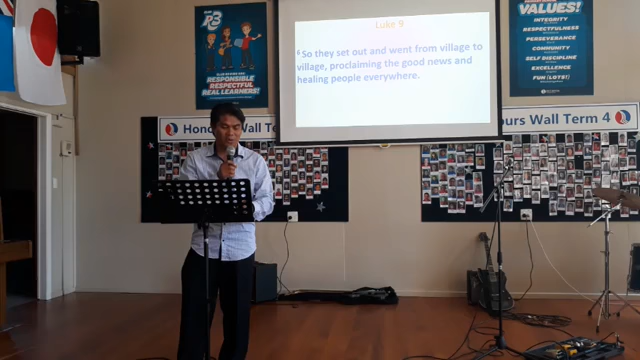 Luke 9
6 So they set out and went from village to
village, proclaiming the good news and
healing people everywhere.
R3
RESPONSIBLE
RESPECTFUL
REAL LEARNERS!
VALUES!
INTEGRITY
RESPECTFULNESS
PERSEVERANCE
COMMUNITY
SELF DISCIPLINE
EXCELLENCE
FUN (LOTS!)
Wall Te
ours Wall Term 4